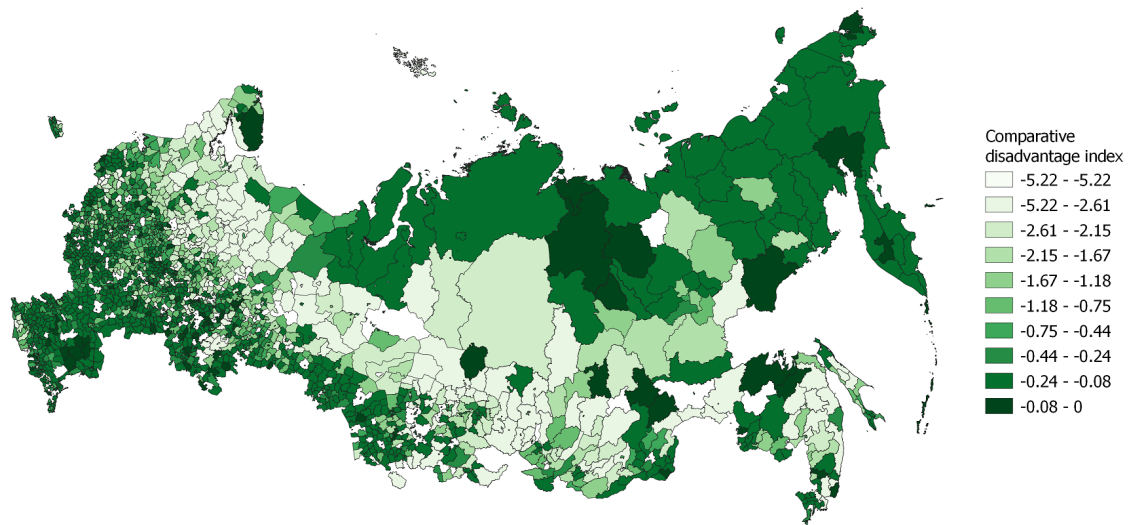 Comparative
disadvantage index
-5.22 - -5.22
-5.22 - -2.61
-2.61 - -2.15
-2.15 - -1.67
-1.67 - -1.18
-1.18 - -0.75
-0.75 - -0.44
-0.44 - -0.24
-0.24 - -0.08
-0.08 - 0